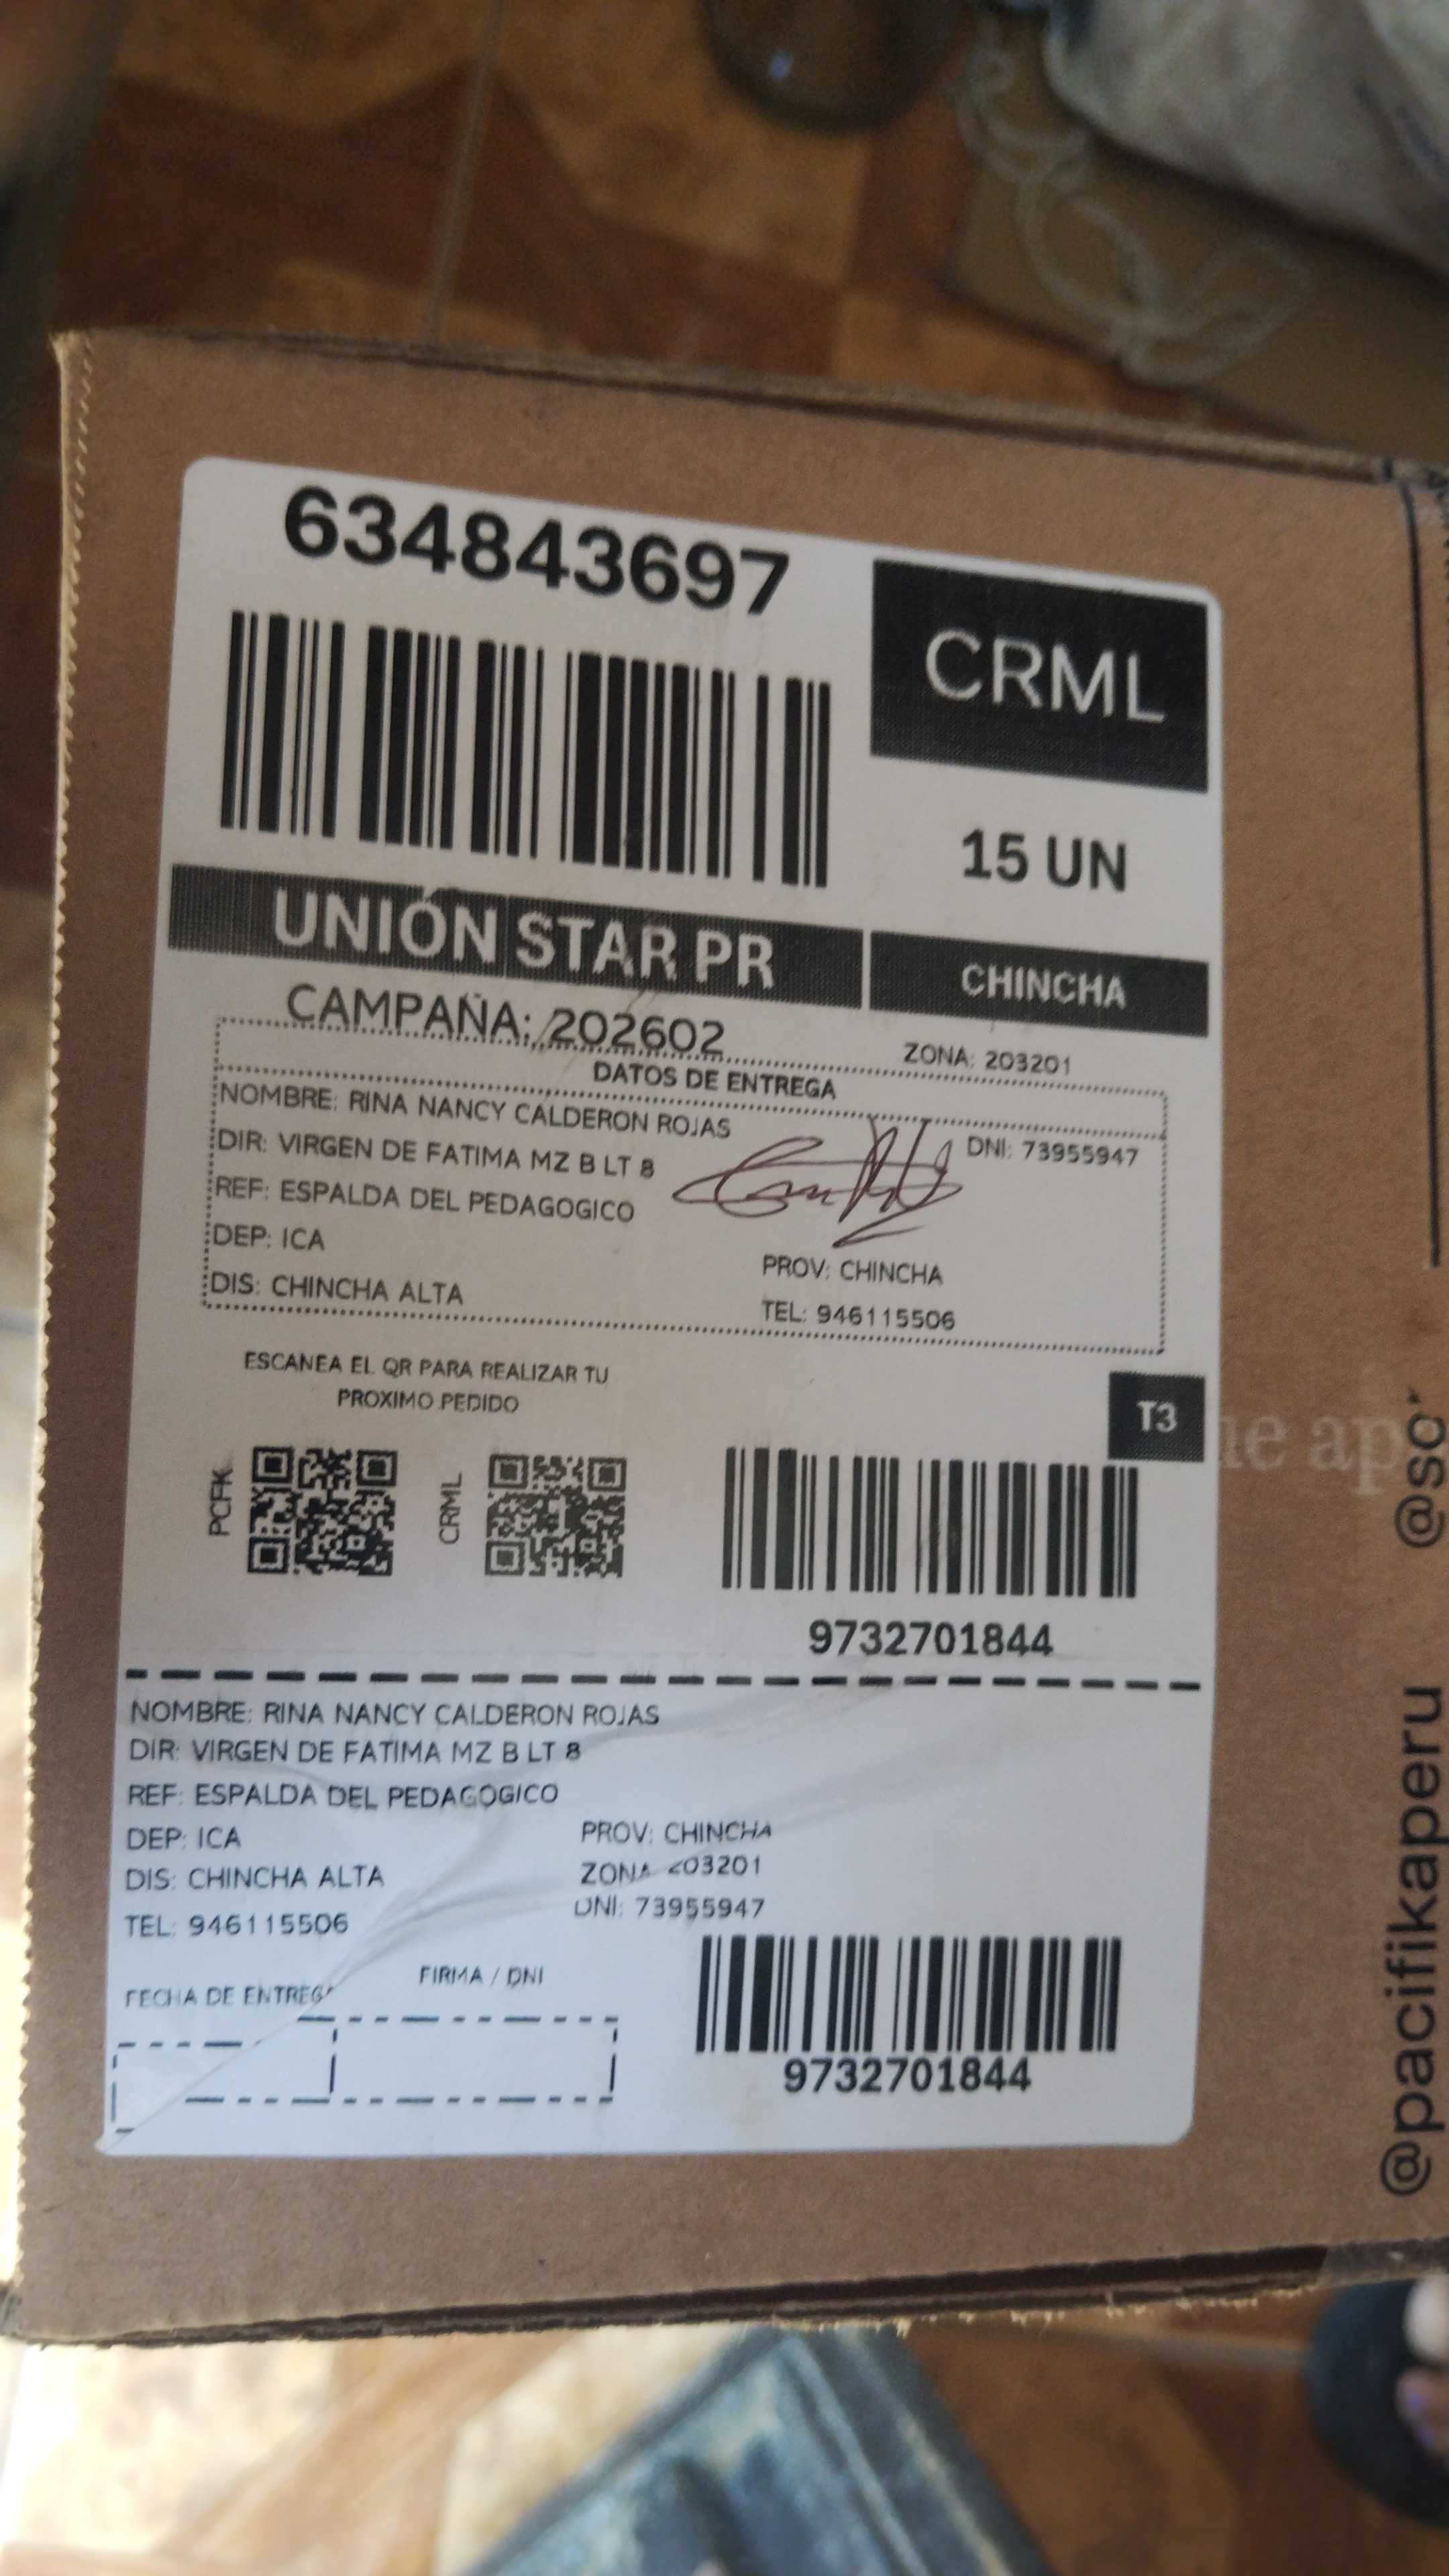 634843697
CRML
15 UN
UNIÓN STAR PR
CHINCHA
CAMPAÑA: 202602
ZONA: 203201
DATOS DE ENTREGA
NOMBRE: RINA NANCY CALDERON ROJAS
DNI: 73955947
DIR: VIRGEN DE FATIMA MZ B LT 8
REF: ESPALDA DEL PEDAGOGICO
DEP: ICA
PROV: CHINCHA
DIS: CHINCHA ALTA
TEL: 946115506
ESCANEA EL QR PARA REALIZAR TU
PROXIMO PEDIDO
T3
PCFK
CRML
9732701844
NOMBRE: RINA NANCY CALDERON ROJAS
DIR: VIRGEN DE FATIMA MZ B LT 8
REF: ESPALDA DEL PEDAGOGICO
DEP: ICA
PROV: CHINCHA
DIS: CHINCHA ALTA
ZONA 203201
TEL: 946115506
DNI: 73955947
FECHA DE ENTREGA
FIRMA / DNI
9732701844
@pacifikaperu
@so